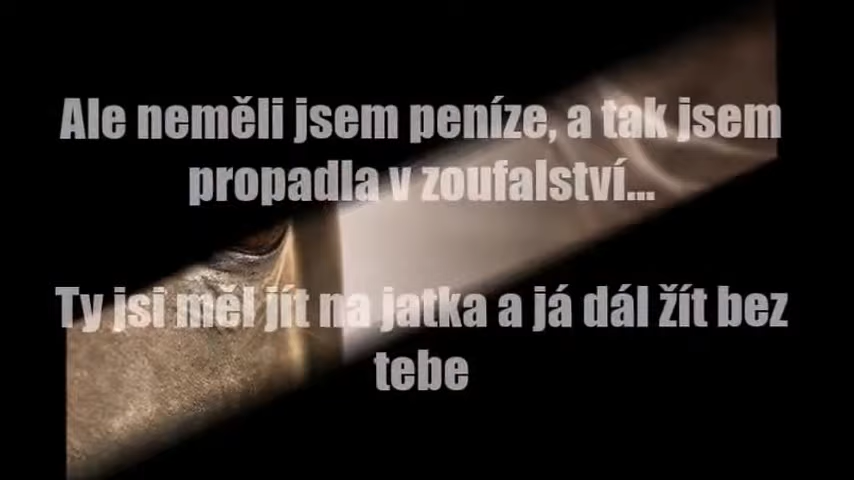 Ale neměli jsem peníze, a tak jsem
propadla v zoufalství...
Ty jsi měl jít na jatka a já dál žít bez
tebe